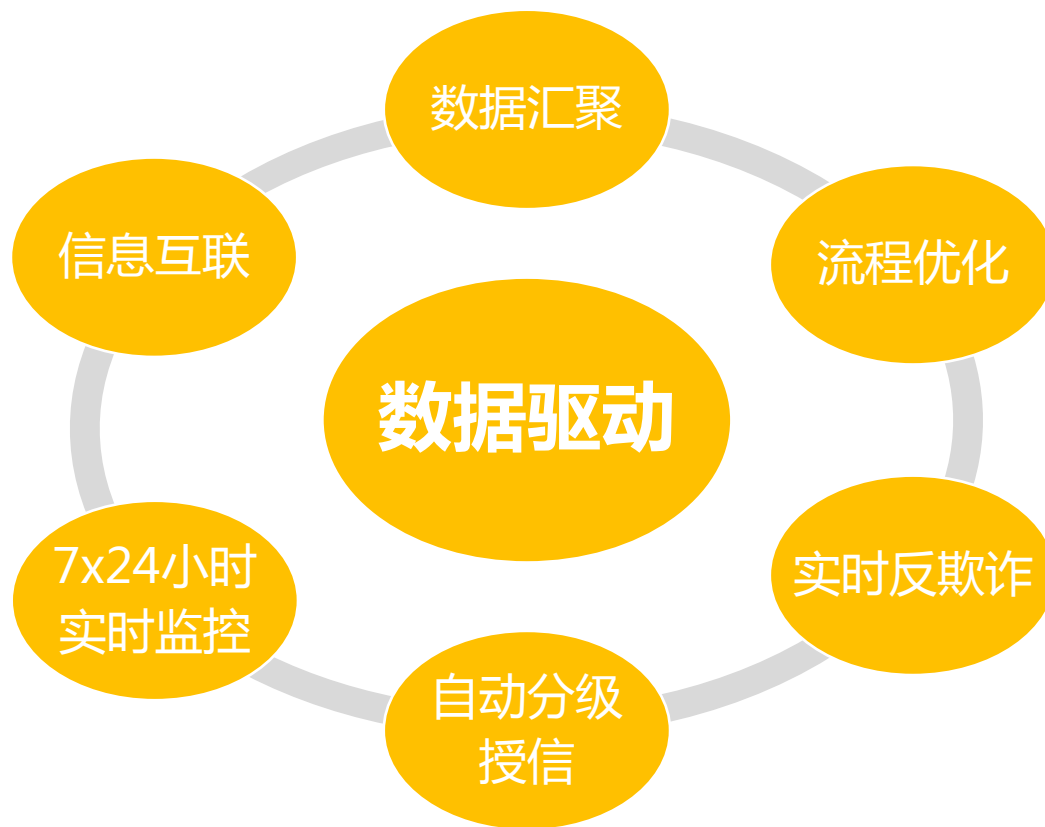 数据汇聚
信息互联
流程优化
数据驱动
7x24小时
实时监控
实时反欺诈
自动分级
授信